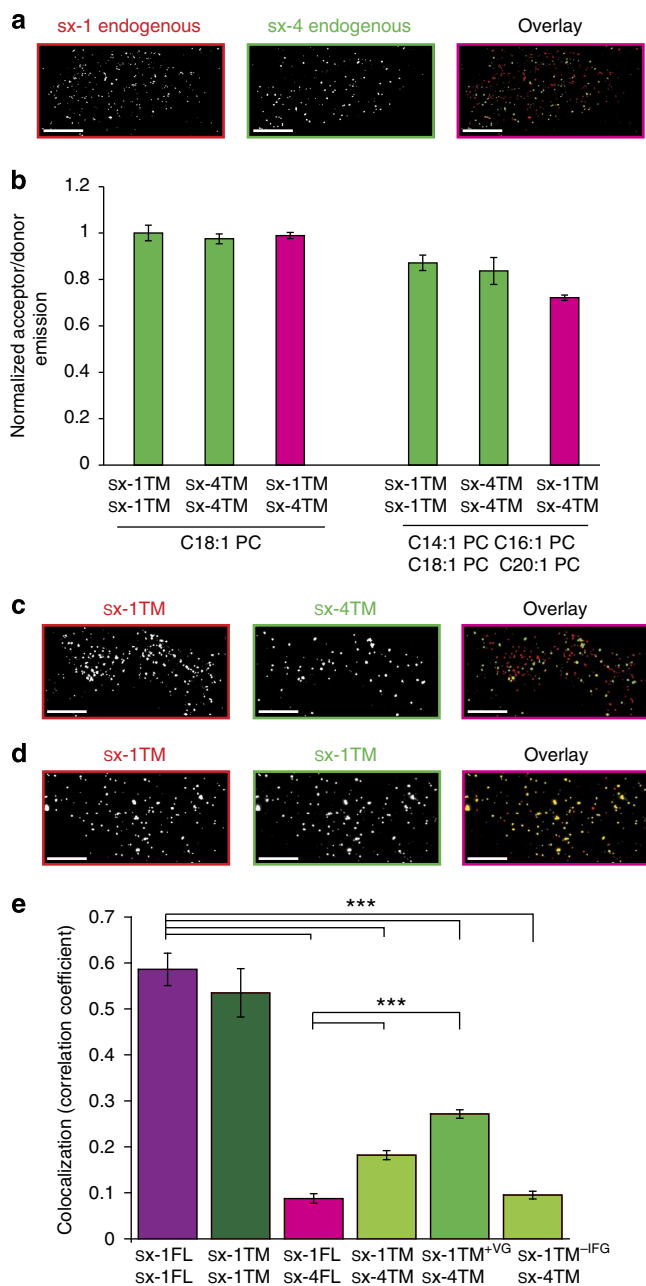 a
sx-1 endogenous sx-4 endogenous Overlay
b
Normalized acceptor/donor
emission
1.2
1
0.8
0.6
0.4
0.2
0
sx-1TM sx-4TM sx-1TM sx-1TM sx-4TM sx-1TM
sx-1TM sx-4TM sx-4TM sx-1TM sx-4TM sx-4TM
C18:1 PC C14:1 PC C16:1 PC
C18:1 PC C20:1 PC
c
sx-1TM sx-4TM Overlay
d
sx-1TM sx-1TM Overlay
e
Colocalization (correlation coefficient)
0.7
0.6
0.5
0.4
0.3
0.2
0.1
0
***
***
sx-1FL sx-1TM sx-1FL sx-1TM sx-1TM+VG sx-1TM–IFG
sx-1FL sx-1TM sx-4FL sx-4TM sx-4TM sx-4TM